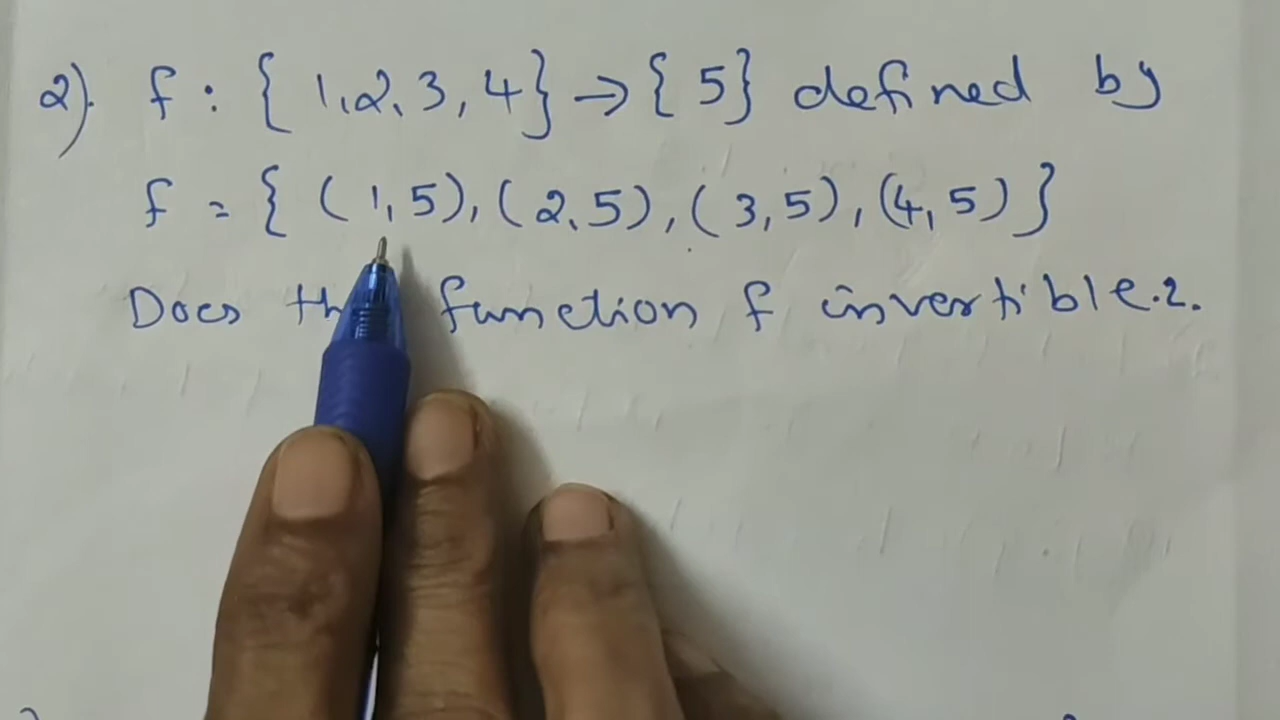 2). f : { 1,2,3,4} → { 5} defined by
f = { (1,5),(2,5),(3,5),(4,5)}
Does function f invertible.?.